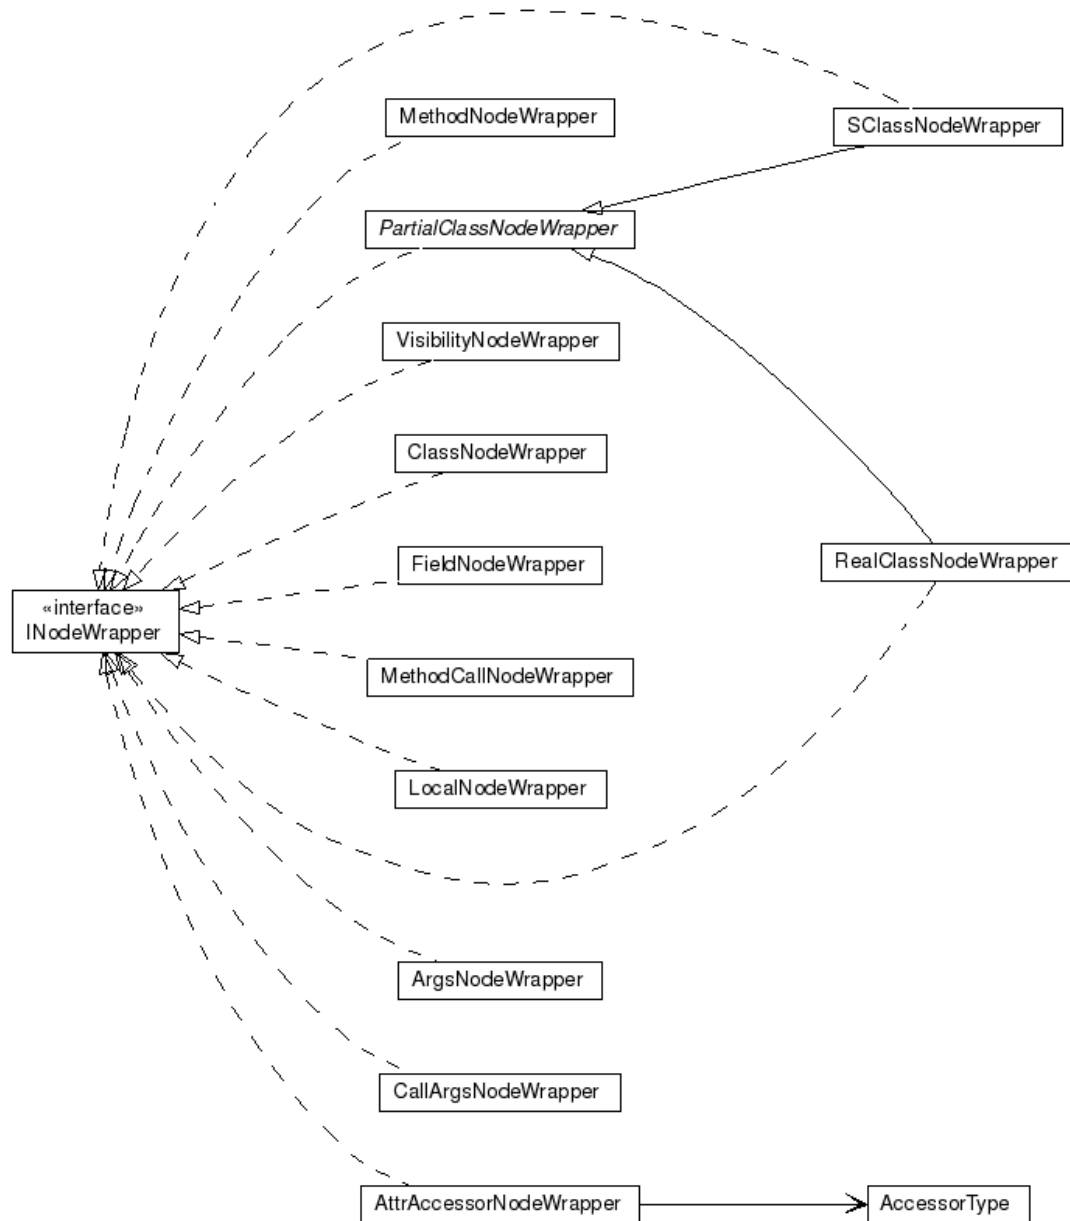 MethodNodeWrapper
SClassNodeWrapper
PartialClassNodeWrapper
VisibilityNodeWrapper
ClassNodeWrapper
FieldNodeWrapper
RealClassNodeWrapper
«interface»
INodeWrapper
MethodCallNodeWrapper
LocalNodeWrapper
ArgsNodeWrapper
CallArgsNodeWrapper
AttrAccessorNodeWrapper
AccessorType